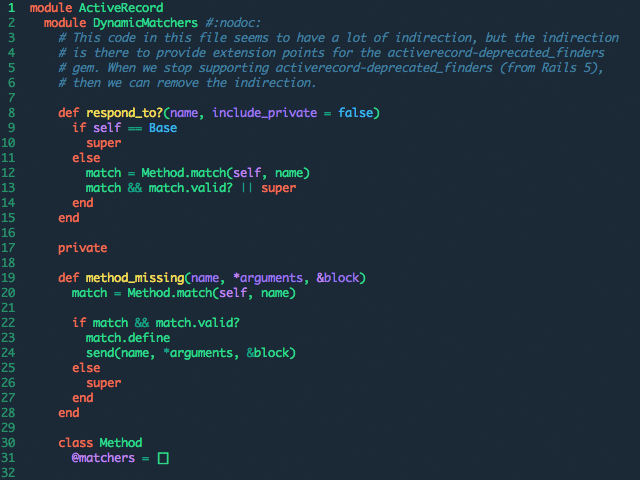 1 module ActiveRecord
2   module DynamicMatchers #:nodoc:
3     # This code in this file seems to have a lot of indirection, but the indirection
4     # is there to provide extension points for the activerecord-deprecated_finders
5     # gem. When we stop supporting activerecord-deprecated_finders (from Rails 5),
6     # then we can remove the indirection.
7
8     def respond_to?(name, include_private = false)
9       if self == Base
10         super
11       else
12         match = Method.match(self, name)
13         match && match.valid? || super
14       end
15     end
16
17     private
18
19     def method_missing(name, *arguments, &block)
20       match = Method.match(self, name)
21
22       if match && match.valid?
23         match.define
24         send(name, *arguments, &block)
25       else
26         super
27       end
28     end
29
30     class Method
31       @matchers = []
32